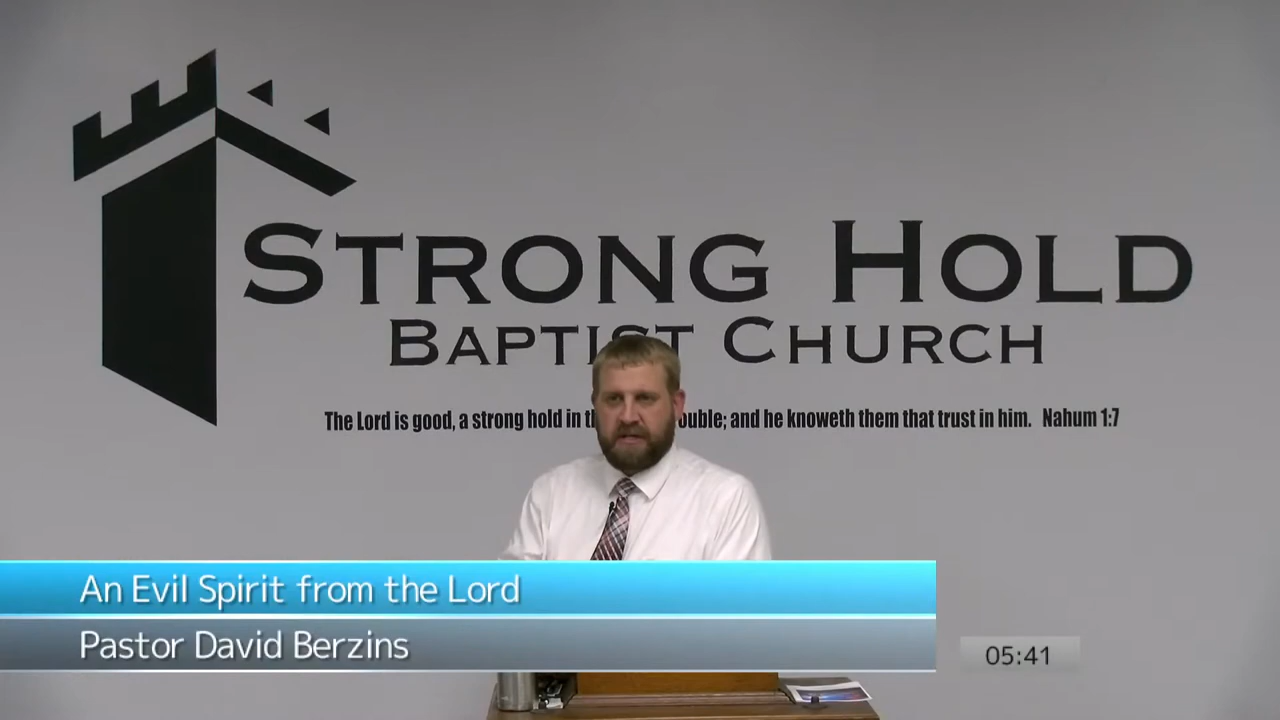 STRONG HOLD
BAPTIST CHURCH
The Lord is good, a strong hold in ouble; and he knoweth them that trust in him. Nahum 1:7
An Evil Spirit from the Lord
Pastor David Berzins
05:41